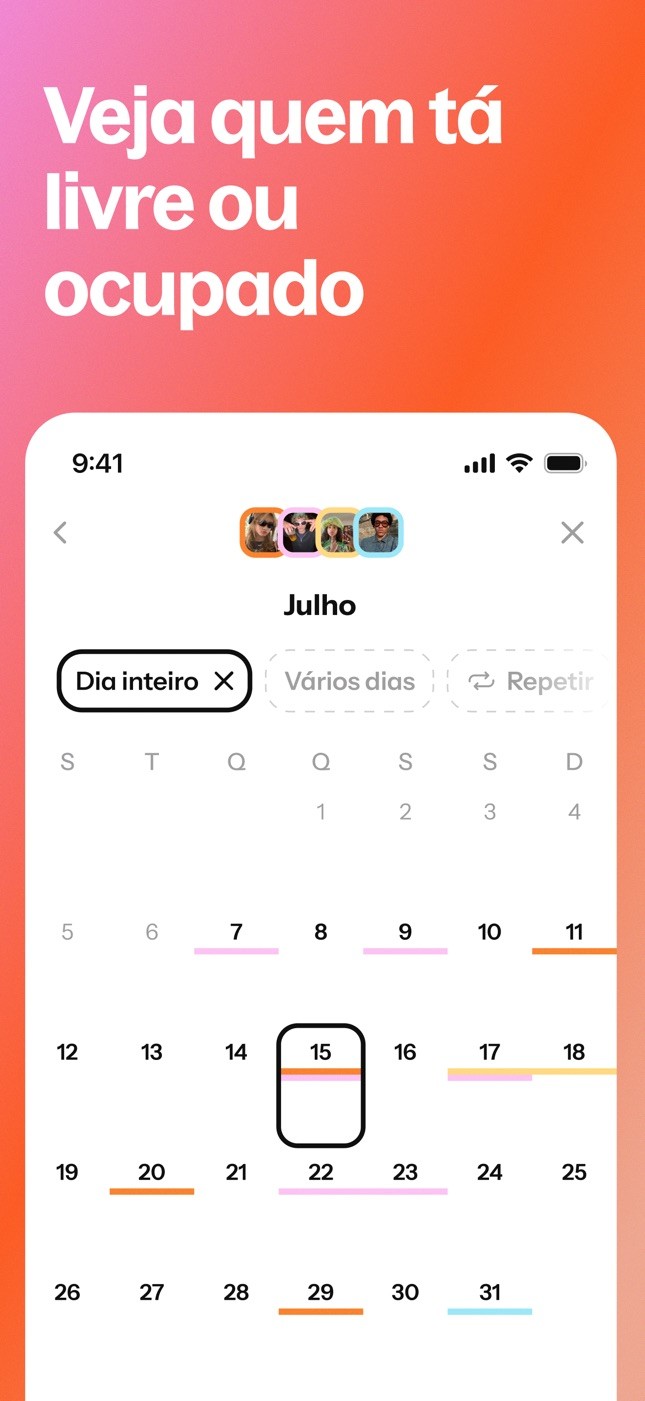 Veja quem tá
livre ou
ocupado
9:41
Julho
Dia inteiro
Vários dias
Repetir
S T Q Q S S D
1 2 3 4
5 6 7 8 9 10 11
12 13 14 15 16 17 18
19 20 21 22 23 24 25
26 27 28 29 30 31